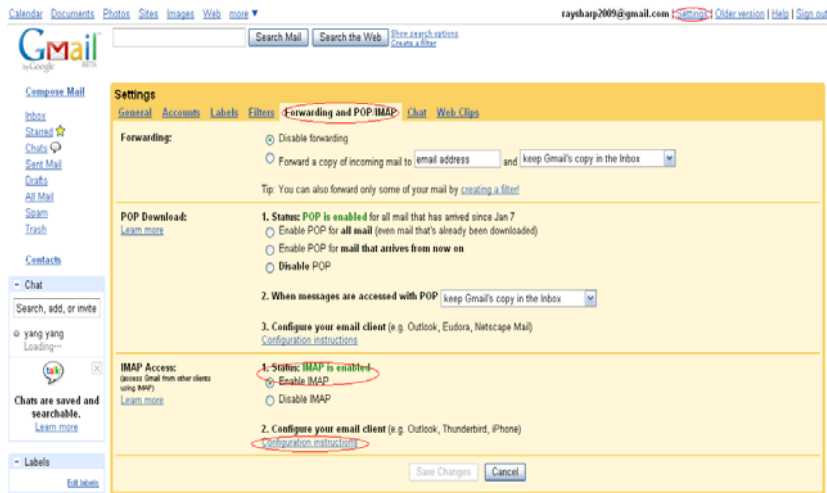 Calendar Documents Photos Sites Images Web more ▼
raysharp2009@gmail.com | Settings | Older version | Help | Sign out
Gmail
by Google BETA
Search Mail Search the Web Show search options
Create a filter
Compose Mail
Inbox
Starred
Chats
Sent Mail
Drafts
All Mail
Spam
Trash
Contacts
- Chat
Search, add, or invite
yang yang
Loading...
talk X
Chats are saved and
searchable.
Learn more
- Labels
Edit labels
Settings
General Accounts Labels Filters Forwarding and POP/IMAP Chat Web Clips
Forwarding:
Disable forwarding
Forward a copy of incoming mail to email address and keep Gmail's copy in the Inbox
Tip: You can also forward only some of your mail by creating a filter!
POP Download:
Learn more
1. Status: POP is enabled for all mail that has arrived since Jan 7
Enable POP for all mail (even mail that's already been downloaded)
Enable POP for mail that arrives from now on
Disable POP
2. When messages are accessed with POP keep Gmail's copy in the Inbox
3. Configure your email client (e.g. Outlook, Eudora, Netscape Mail)
Configuration instructions
IMAP Access:
(access Gmail from other clients
using IMAP)
Learn more
1. Status: IMAP is enabled
Enable IMAP
Disable IMAP
2. Configure your email client (e.g. Outlook, Thunderbird, iPhone)
Configuration instructions
Save Changes Cancel